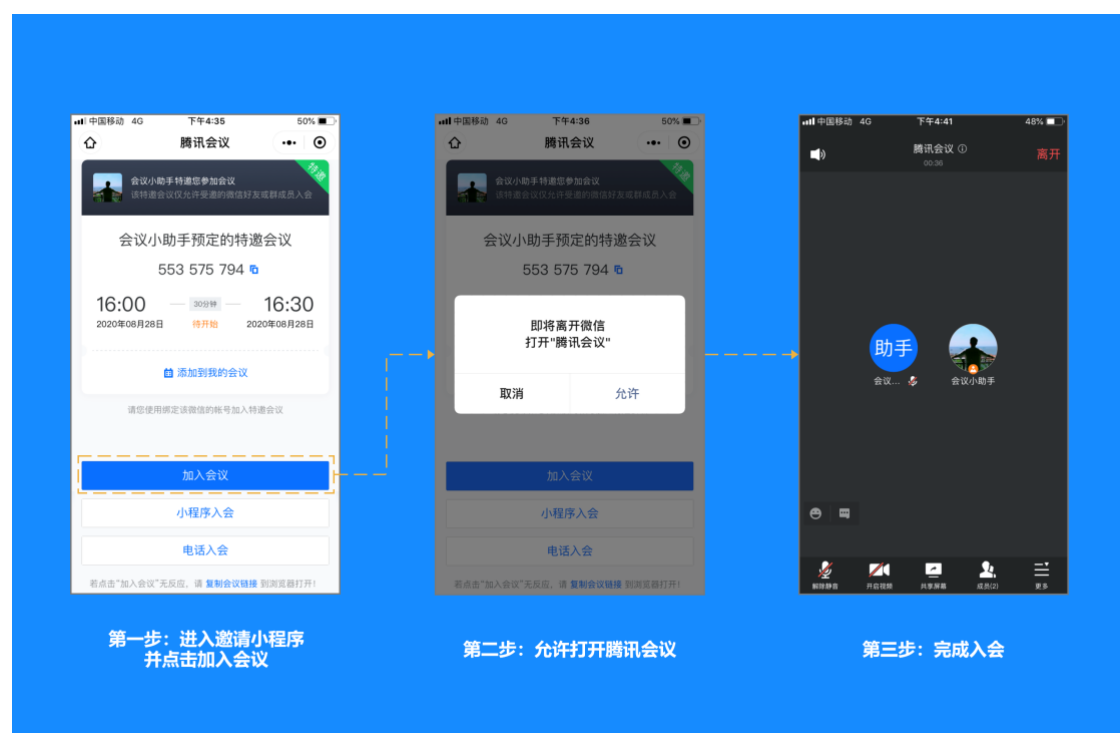 中国移动 4G 下午4:35 50%
腾讯会议
特邀
会议小助手特邀您参加会议
该特邀会议仅允许受邀的微信好友或群成员入会
会议小助手预定的特邀会议
553 575 794
16:00 30分钟 16:30
2020年08月28日 待开始 2020年08月28日
添加到我的会议
请您使用绑定该微信的帐号加入特邀会议
加入会议
小程序入会
电话入会
若点击"加入会议"无反应，请 复制会议链接 到浏览器打开！
第一步：进入邀请小程序
并点击加入会议
中国移动 4G 下午4:36 50%
腾讯会议
特邀
会议小助手特邀您参加会议
该特邀会议仅允许受邀的微信好友或群成员入会
会议小助手预定的特邀会议
553 575 794
即将离开微信
打开"腾讯会议"
取消 允许
加入会议
小程序入会
电话入会
若点击"加入会议"无反应，请 复制会议链接 到浏览器打开！
第二步：允许打开腾讯会议
中国移动 4G 下午4:41 48%
腾讯会议
00:36
离开
助手
会议... 会议小助手
解除静音 开启视频 共享屏幕 成员(2) 更多
第三步：完成入会